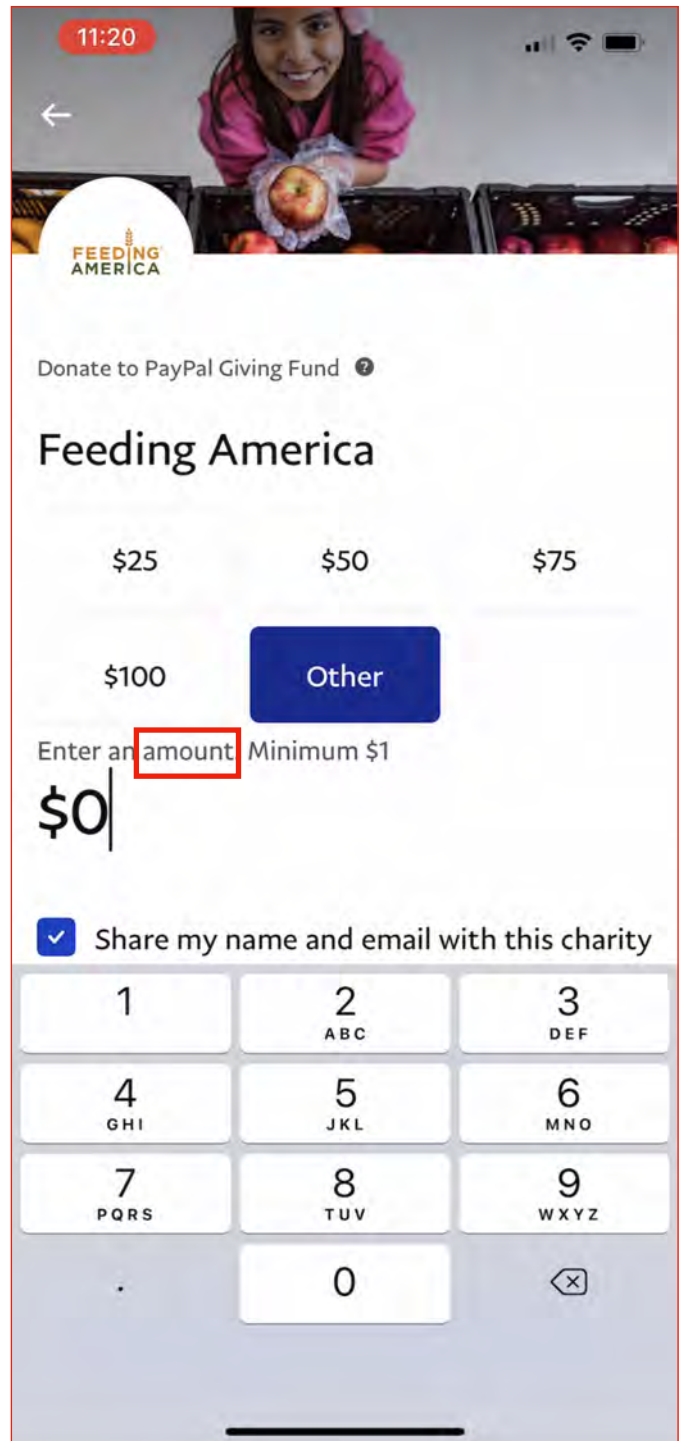 11:20
FEEDING
AMERICA
Donate to PayPal Giving Fund ?
Feeding America
$25 $50 $75
$100 Other
Enter an amount. Minimum $1
$0
Share my name and email with this charity
1 2 3
ABC DEF
4 5 6
GHI JKL MNO
7 8 9
PQRS TUV WXYZ
. 0